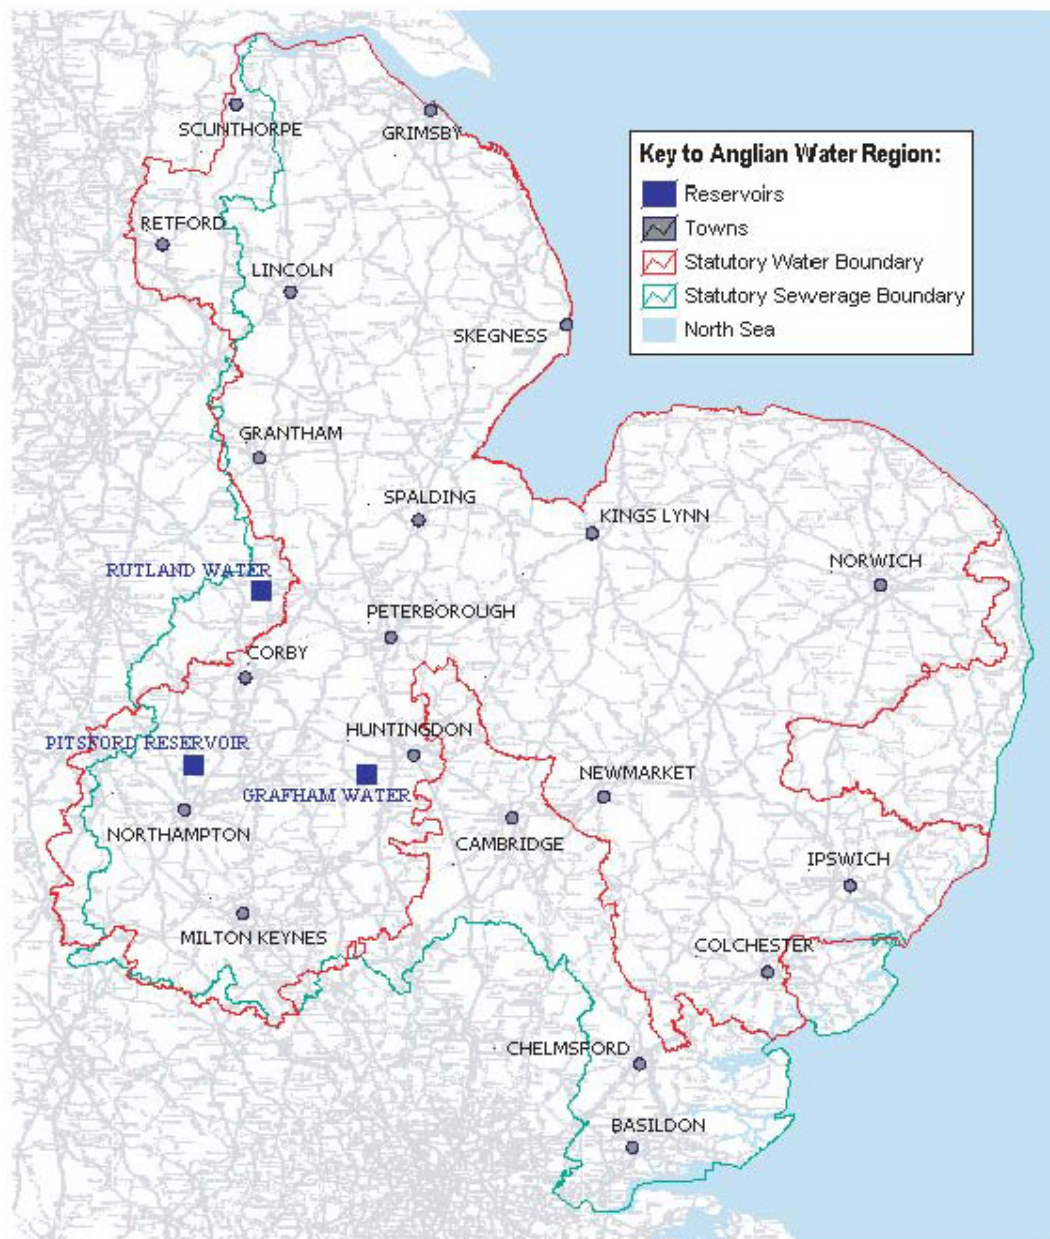 SCUNTHORPE
GRIMSBY
Key to Anglian Water Region:
Reservoirs
Towns
Statutory Water Boundary
Statutory Sewerage Boundary
North Sea
RETFORD
LINCOLN
SKEGNESS
GRANTHAM
SPALDING
KINGS LYNN
RUTLAND WATER
NORWICH
PETERBOROUGH
CORBY
PITSFORD RESERVOIR
HUNTINGDON
NEWMARKET
GRAFHAM WATER
NORTHAMPTON
CAMBRIDGE
IPSWICH
MILTON KEYNES
COLCHESTER
CHELMSFORD
BASILDON